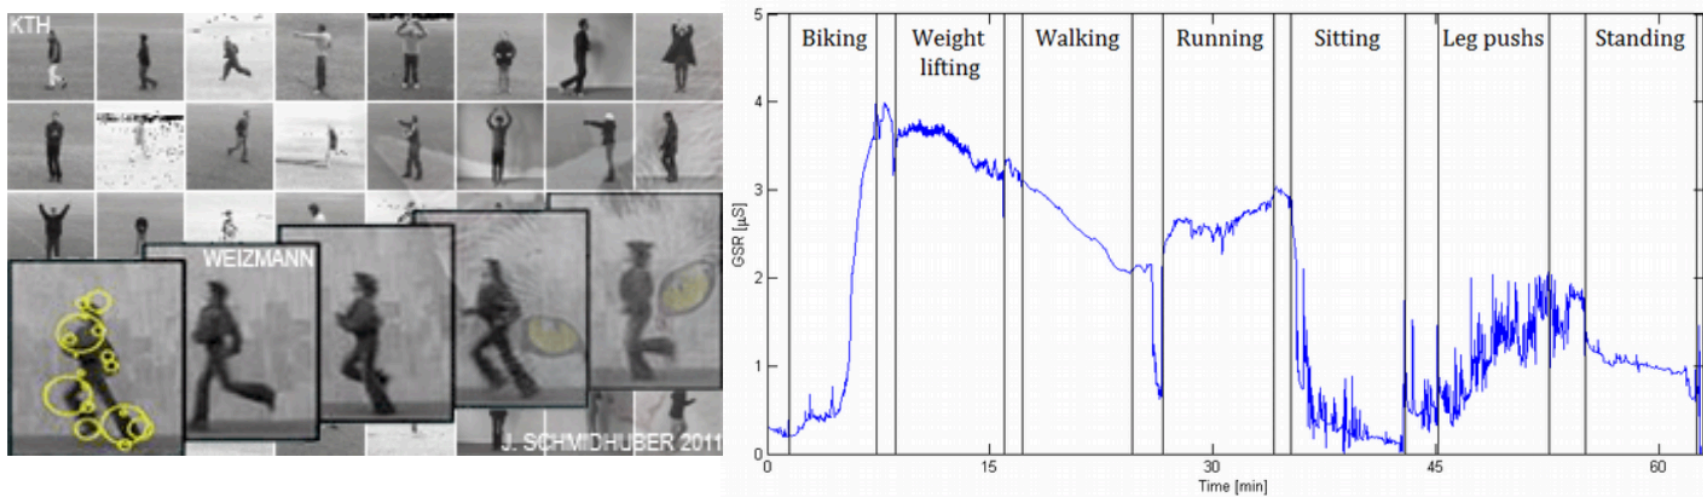 KTH
WEIZMANN
J. SCHMIDHUBER 2011
Biking
Weight
lifting
Walking
Running
Sitting
Leg pushs
Standing
GSR [µS]
5
4
3
2
1
0
0
15
30
45
60
Time [min]